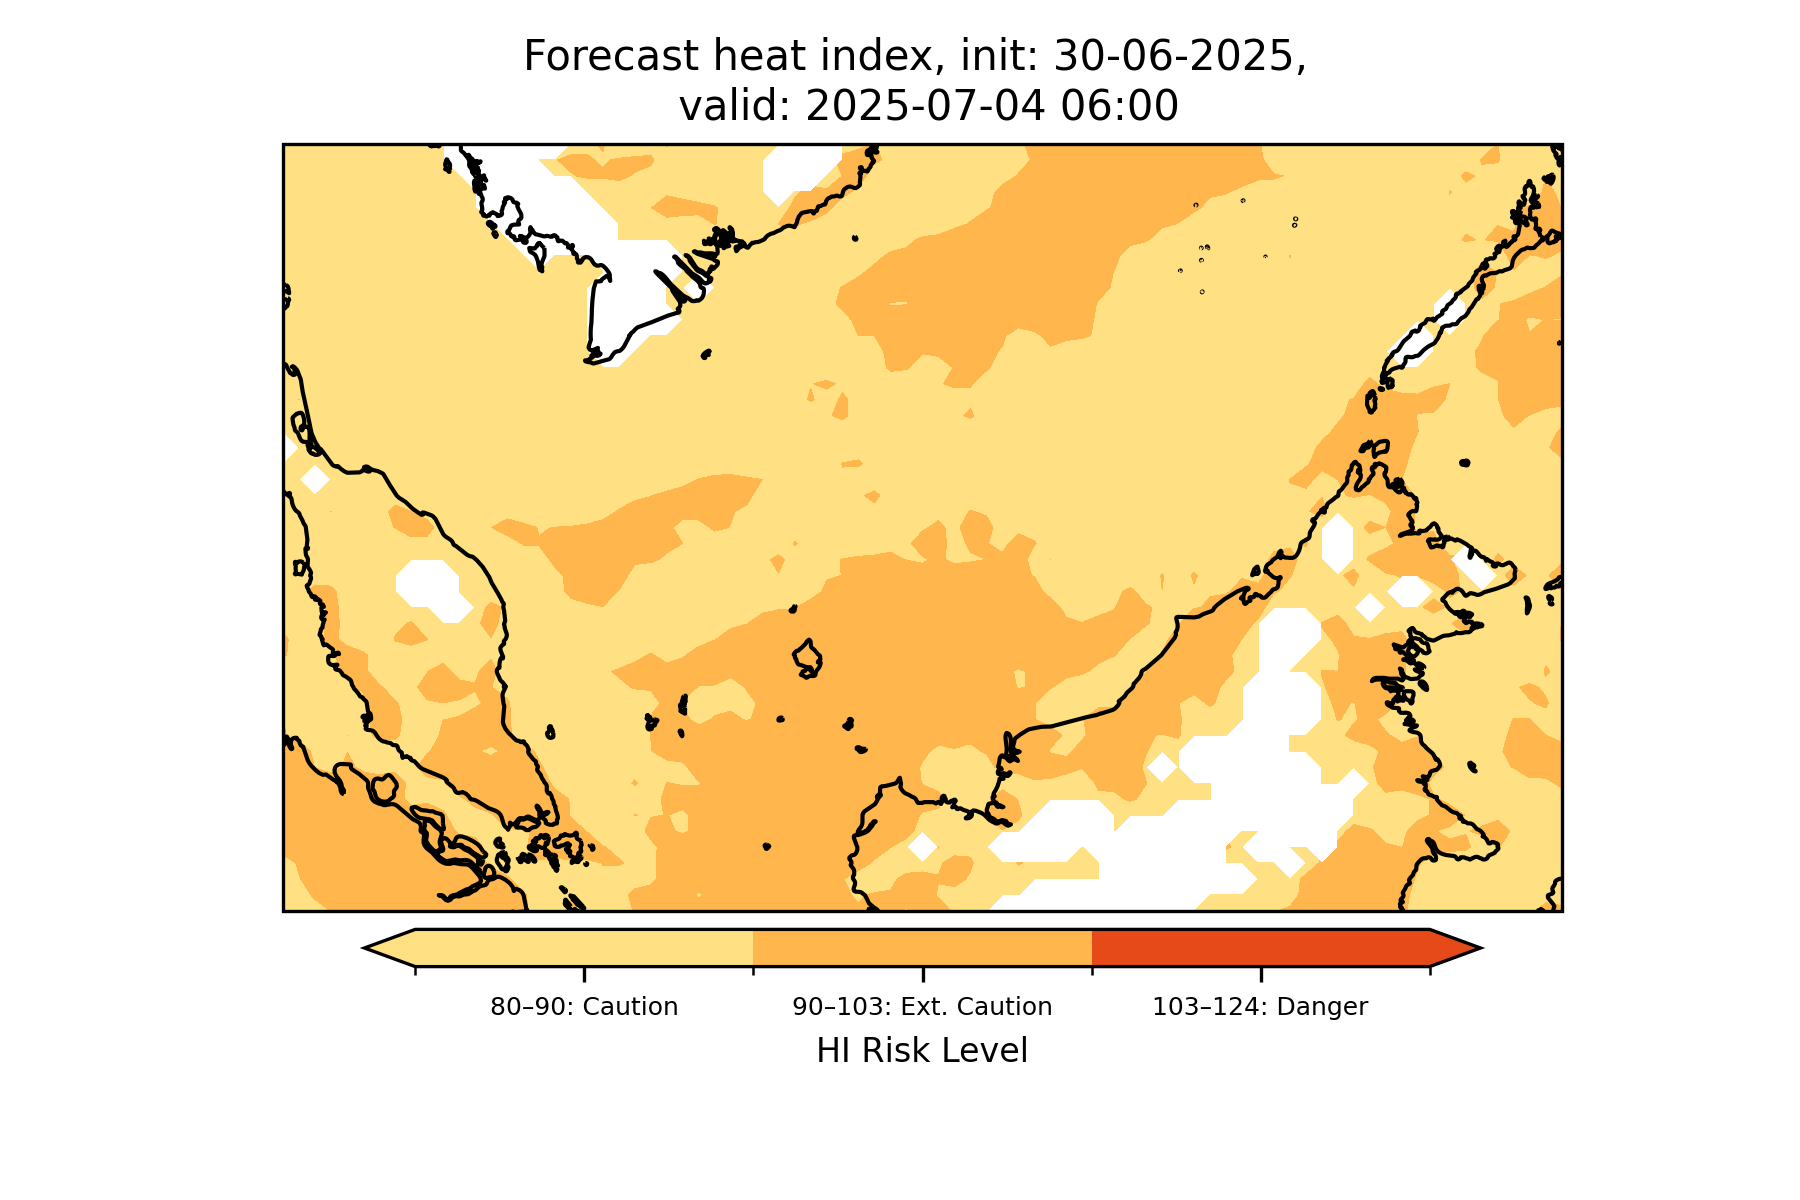 Forecast heat index, init: 30-06-2025,
valid: 2025-07-04 06:00
80–90: Caution
90–103: Ext. Caution
103–124: Danger
HI Risk Level